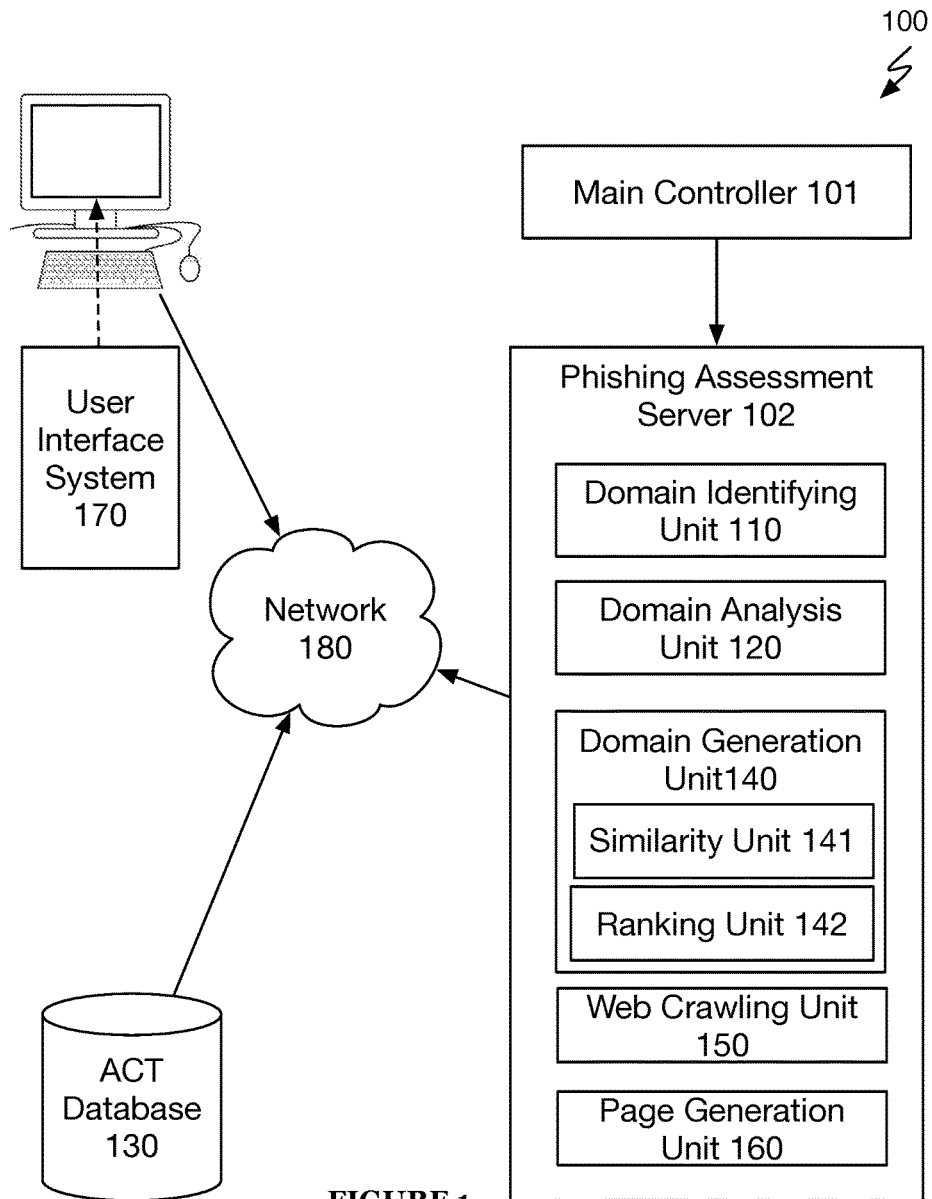 100
Main Controller 101
User
Interface
System
170
Phishing Assessment
Server 102
Domain Identifying
Unit 110
Domain Analysis
Unit 120
Network
180
Domain Generation
Unit140
Similarity Unit 141
Ranking Unit 142
Web Crawling Unit
150
Page Generation
Unit 160
ACT
Database
130
FIGURE 1